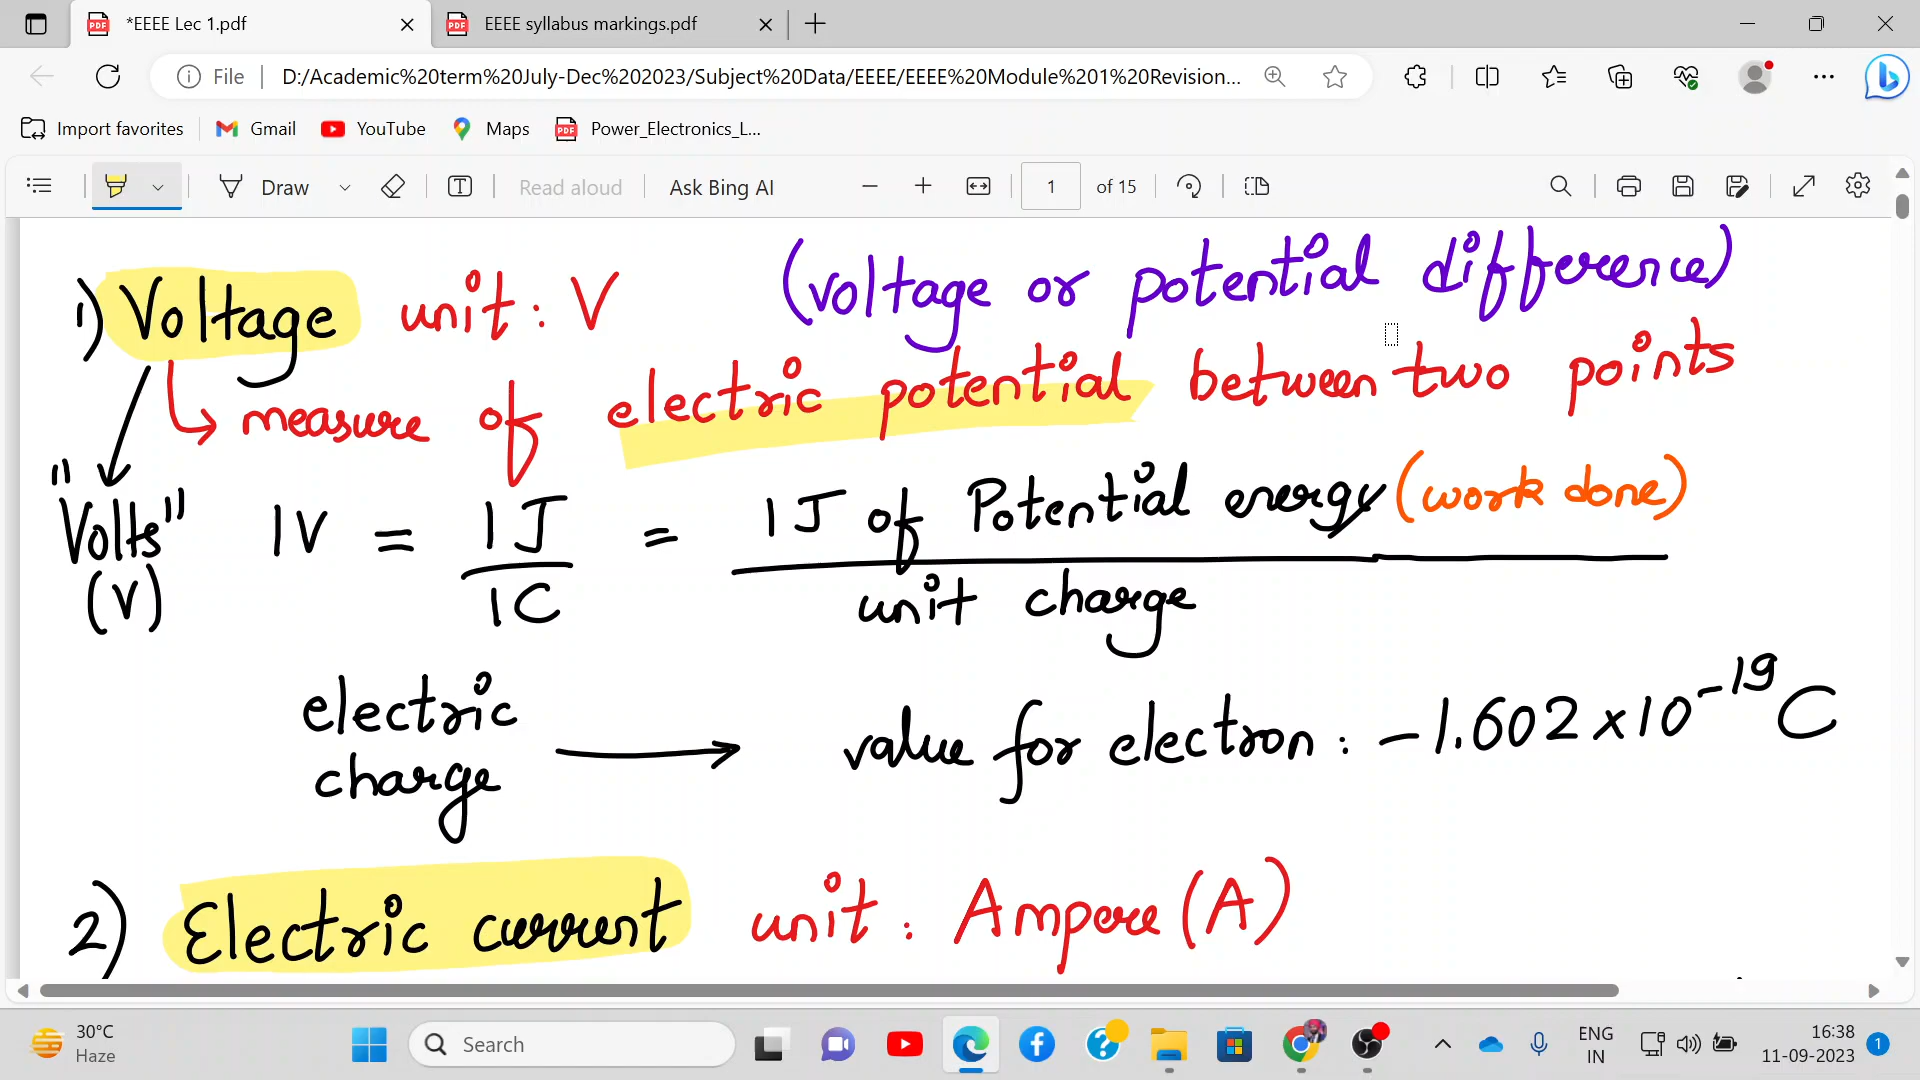 *EEEE Lec 1.pdf
EEEE syllabus markings.pdf
File
D:/Academic%20term%20July-Dec%202023/Subject%20Data/EEEE/EEEE%20Module%201%20Revision...
Import favorites
Gmail
YouTube
Maps
Power_Electronics_L...
Draw
Read aloud
Ask Bing AI
1 of 15
1) Voltage unit : V (voltage or potential difference)
measure of electric potential between two points
"Volts" (V)
1V = 1J / 1C = 1 J of Potential energy (work done) / unit charge
electric charge → value for electron : -1.602 x 10^-19 C
2) Electric current unit : Ampere (A)
30°C
Haze
Search
ENG
IN
16:38
11-09-2023
1